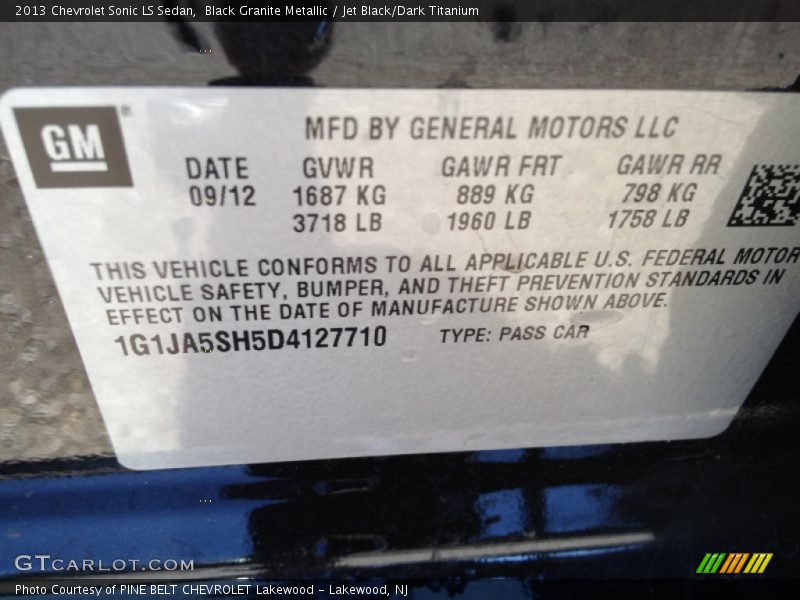 2013 Chevrolet Sonic LS Sedan, Black Granite Metallic / Jet Black/Dark Titanium
GM®
MFD BY GENERAL MOTORS LLC
DATE GVWR GAWR FRT GAWR RR
09/12 1687 KG 889 KG 798 KG
3718 LB 1960 LB 1758 LB
THIS VEHICLE CONFORMS TO ALL APPLICABLE U.S. FEDERAL MOTOR
VEHICLE SAFETY, BUMPER, AND THEFT PREVENTION STANDARDS IN
EFFECT ON THE DATE OF MANUFACTURE SHOWN ABOVE.
1G1JA5SH5D4127710 TYPE: PASS CAR
GTCARLOT.COM
Photo Courtesy of PINE BELT CHEVROLET Lakewood - Lakewood, NJ